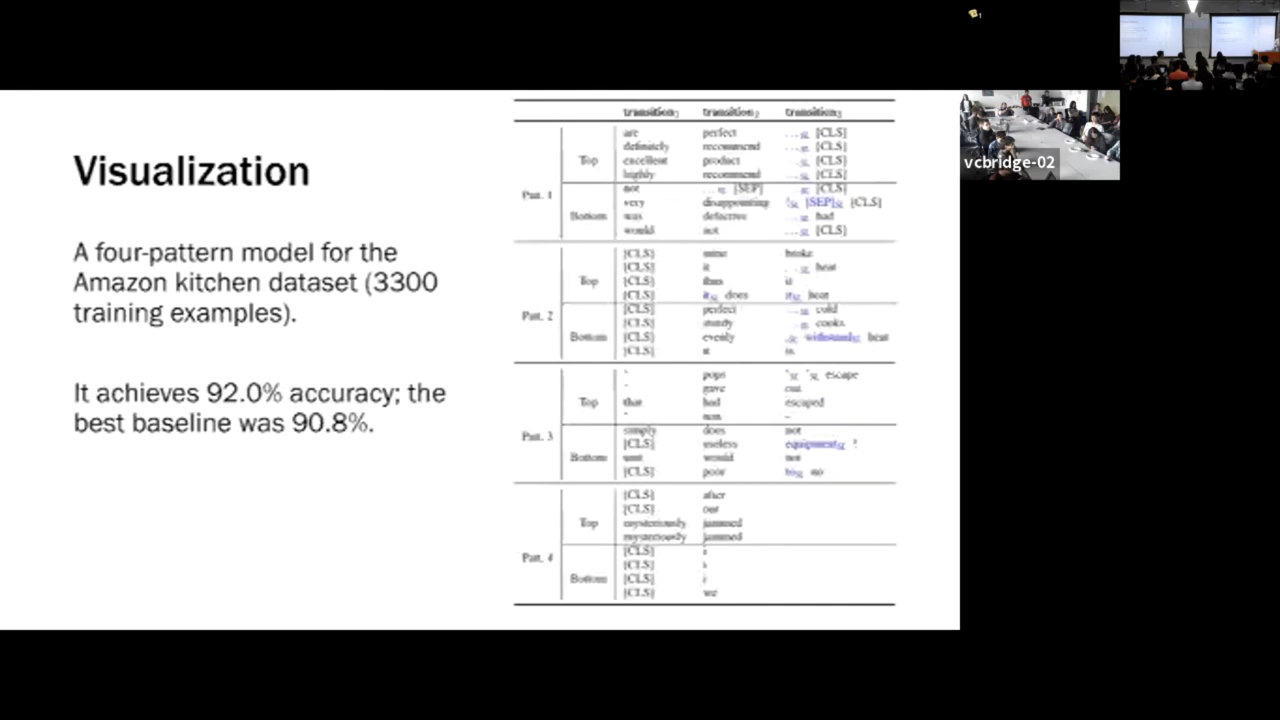 Visualization
A four-pattern model for the
Amazon kitchen dataset (3300
training examples).
It achieves 92.0% accuracy; the
best baseline was 90.8%.
transition₁ transition₂ transition₃
Patt. 1
Top
are perfect [CLS]
definitely recommend [CLS]
excellent product [CLS]
highly recommend [CLS]
Bottom
not [SEP] [CLS]
very disappointing [SEP] [CLS]
was defective had
would not [CLS]
Patt. 2
Top
[CLS] mine broke
[CLS] it heat
[CLS] thus it
[CLS] it does heat
Bottom
[CLS] perfect cold
[CLS] sturdy cooks
[CLS] evenly withstand heat
[CLS] it is
Patt. 3
Top
pops escape
gave out
that had escaped
non
Bottom
simply does not
[CLS] useless equipment !
unit would not
[CLS] poor no
Patt. 4
Top
[CLS] after
[CLS] our
mysteriously jammed
mysteriously jammed
Bottom
[CLS] i
[CLS]
[CLS] i
[CLS] we
vcbridge-02